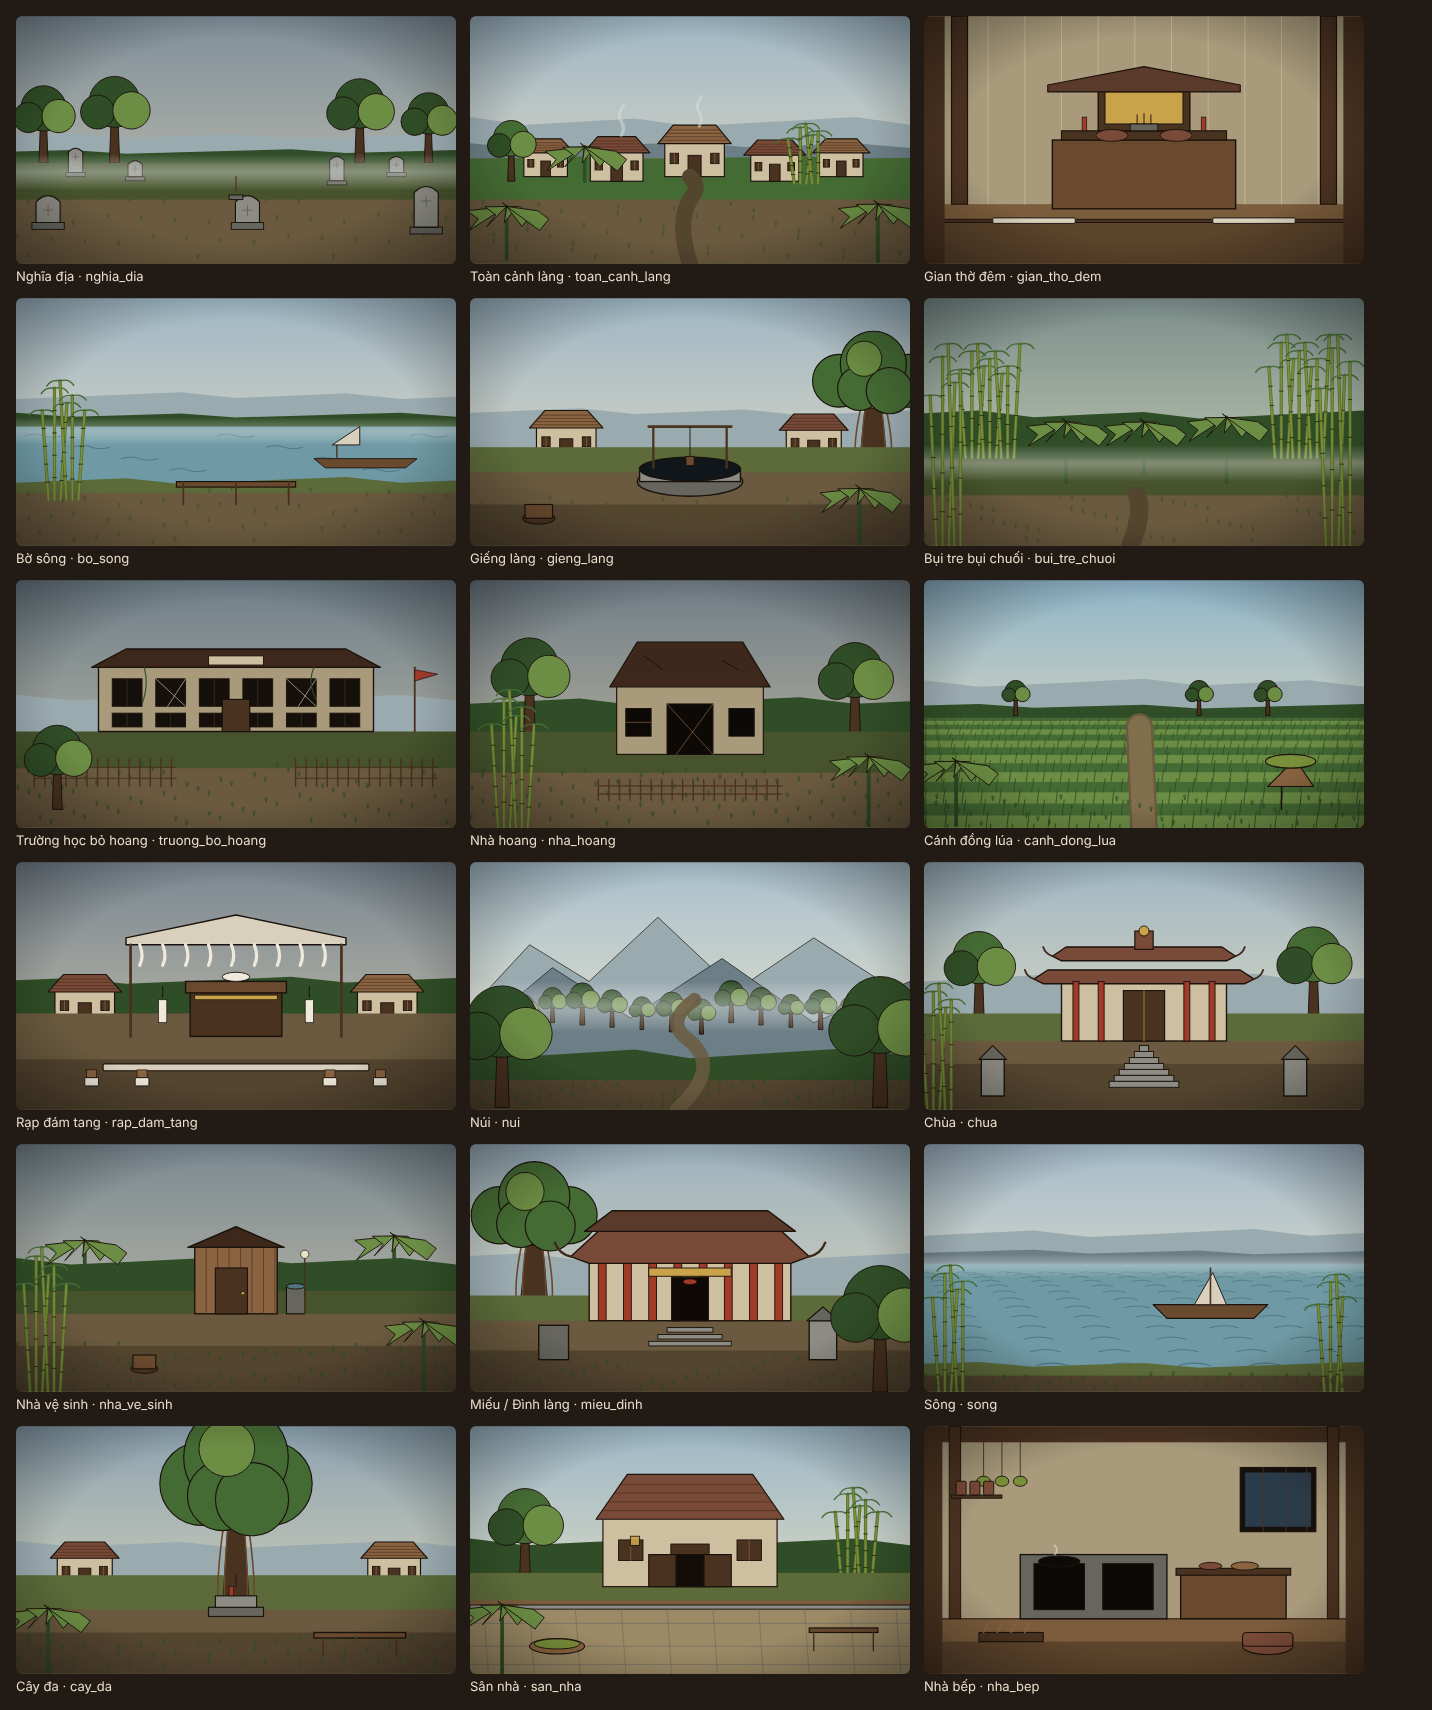 Nghĩa địa · nghia_dia
Toàn cảnh làng · toan_canh_lang
Gian thờ đêm · gian_tho_dem
Bờ sông · bo_song
Giếng làng · gieng_lang
Bụi tre bụi chuối · bui_tre_chuoi
Trường học bỏ hoang · truong_bo_hoang
Nhà hoang · nha_hoang
Cánh đồng lúa · canh_dong_lua
Rạp đám tang · rap_dam_tang
Núi · nui
Chùa · chua
Nhà vệ sinh · nha_ve_sinh
Miếu / Đình làng · mieu_dinh
Sông · song
Cây đa · cay_da
Sân nhà · san_nha
Nhà bếp · nha_bep